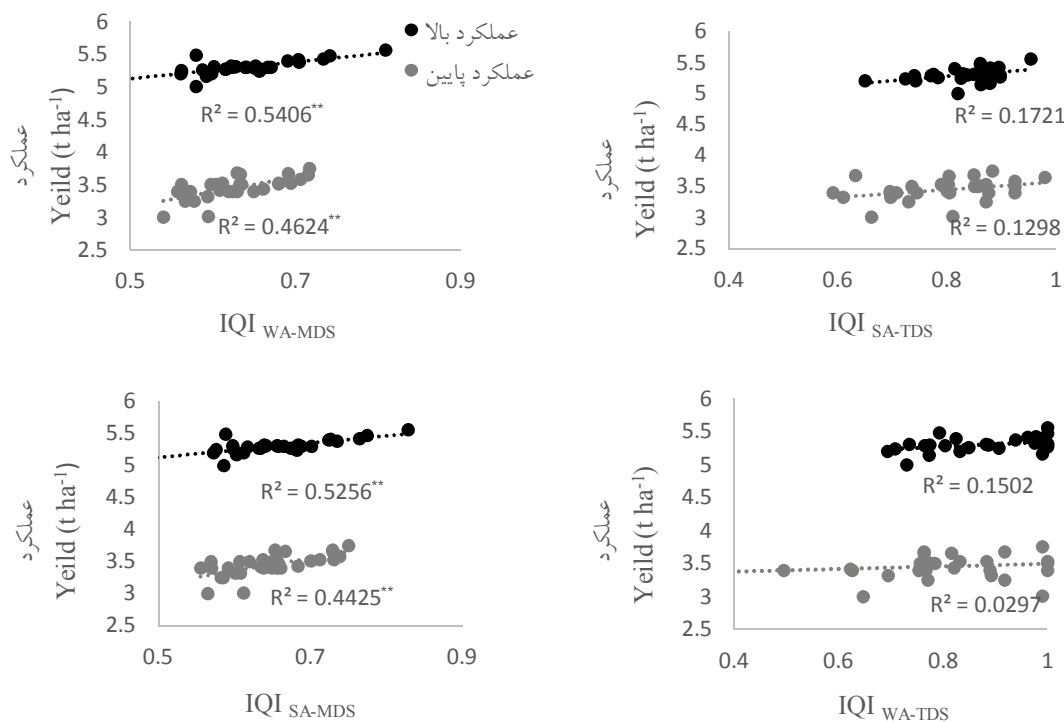 6
5.5
5
4.5
4
3.5
3
2.5
عملکرد
Yeild (t ha⁻¹)
عملکرد بالا
عملکرد پایین
R² = 0.5406**
R² = 0.4624**
0.5 0.7 0.9
IQI WA-MDS
6
5.5
5
4.5
4
3.5
3
2.5
عملکرد
Yeild (t ha⁻¹)
R² = 0.1721
R² = 0.1298
0.4 0.6 0.8 1
IQI SA-TDS
6
5.5
5
4.5
4
3.5
3
2.5
عملکرد
Yeild (t ha⁻¹)
R² = 0.5256**
R² = 0.4425**
0.5 0.7 0.9
IQI SA-MDS
6
5.5
5
4.5
4
3.5
3
2.5
عملکرد
Yeild (t ha⁻¹)
R² = 0.1502
R² = 0.0297
0.4 0.6 0.8 1
IQI WA-TDS